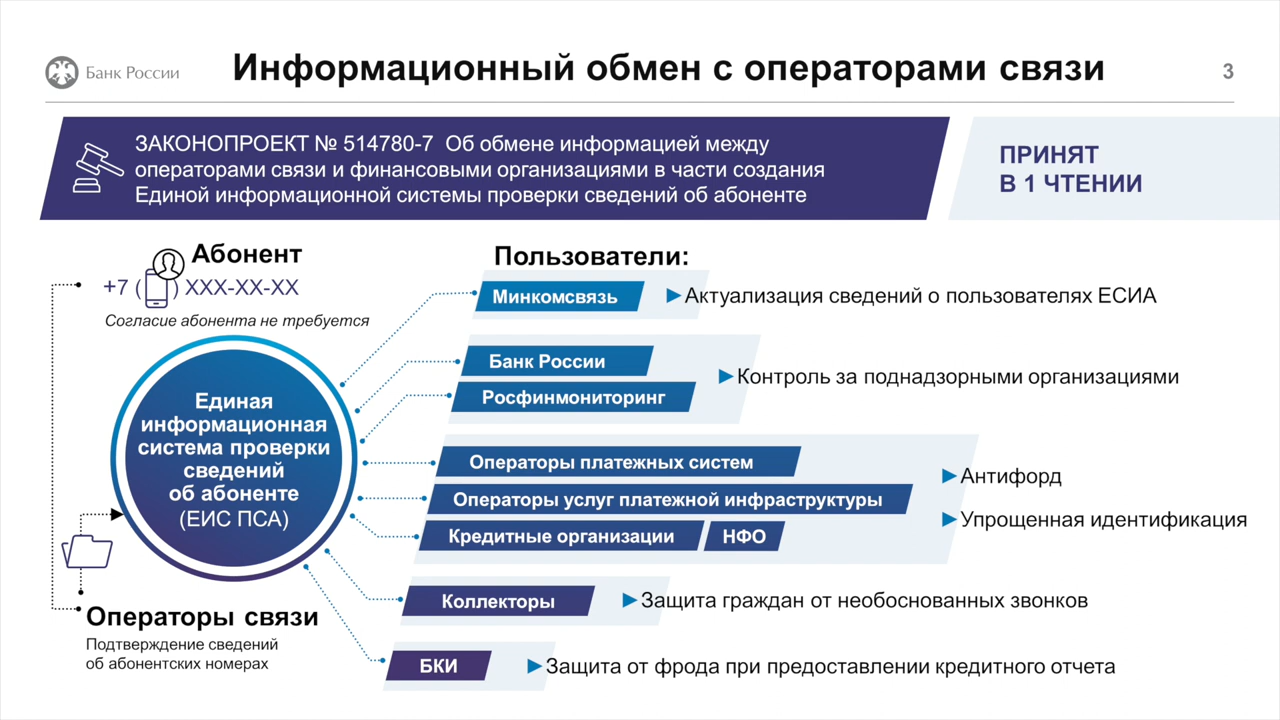 Банк России
Информационный обмен с операторами связи
3
ЗАКОНОПРОЕКТ № 514780-7 Об обмене информацией между
операторами связи и финансовыми организациями в части создания
Единой информационной системы проверки сведений об абоненте
ПРИНЯТ
В 1 ЧТЕНИИ
Абонент
+7 ( ) XXX-XX-XX
Согласие абонента не требуется
Единая
информационная
система проверки
сведений
об абоненте
(ЕИС ПСА)
Операторы связи
Подтверждение сведений
об абонентских номерах
Пользователи:
Минкомсвязь
Актуализация сведений о пользователях ЕСИА
Банк России
Росфинмониторинг
Контроль за поднадзорными организациями
Операторы платежных систем
Операторы услуг платежной инфраструктуры
Кредитные организации
НФО
Антифорд
Упрощенная идентификация
Коллекторы
Защита граждан от необоснованных звонков
БКИ
Защита от фрода при предоставлении кредитного отчета